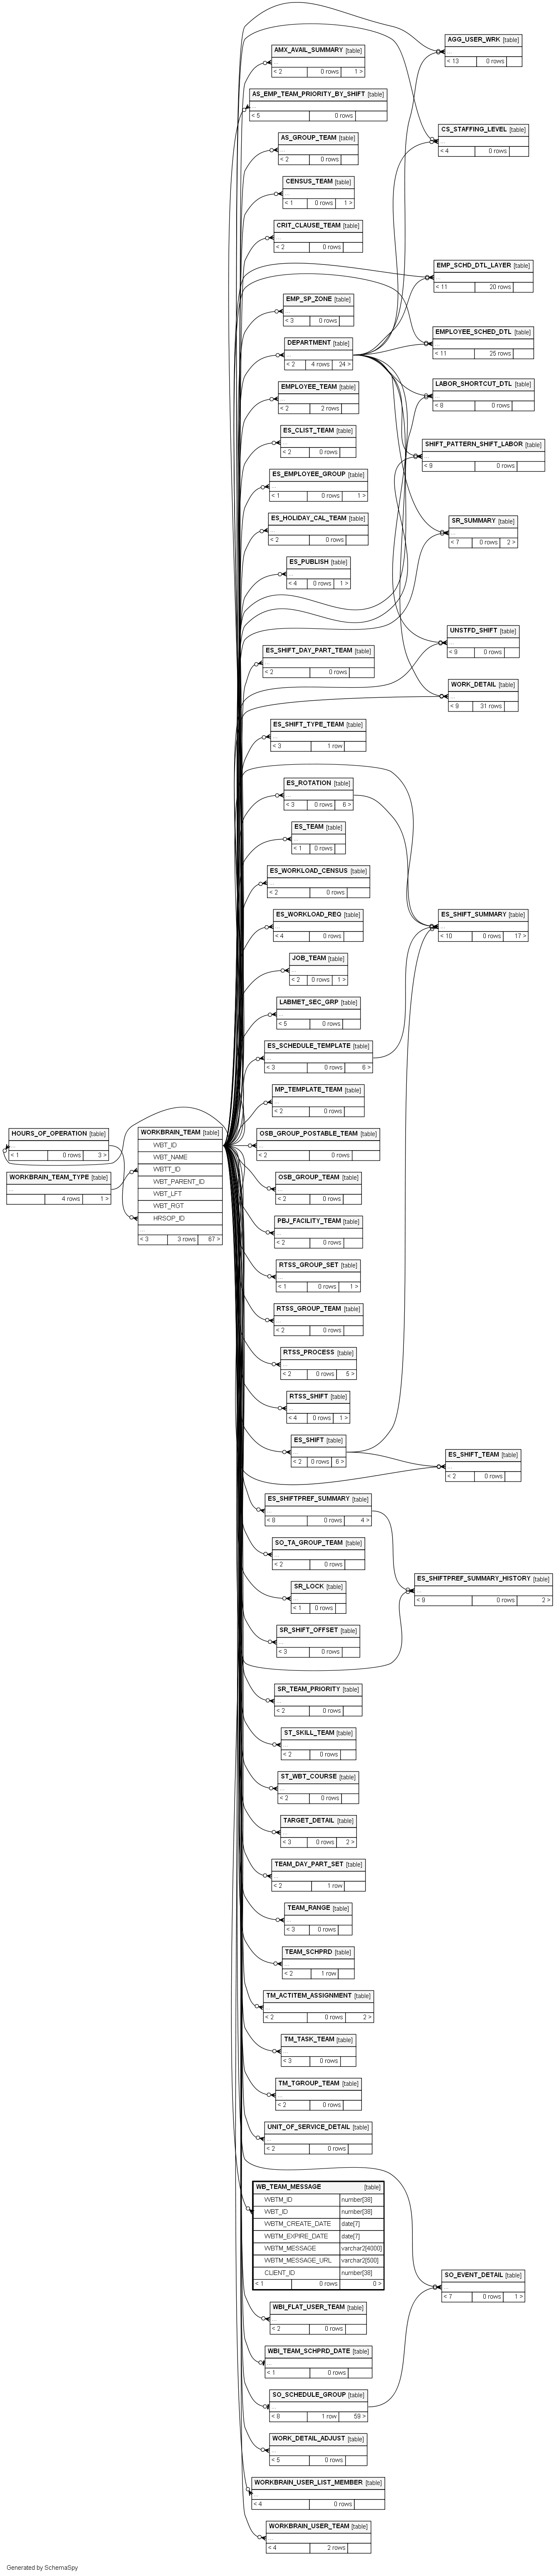 AGG_USER_WRK [table]
...
< 13 0 rows
AMX_AVAIL_SUMMARY [table]
...
< 2 0 rows 1 >
AS_EMP_TEAM_PRIORITY_BY_SHIFT [table]
...
< 5 0 rows
CS_STAFFING_LEVEL [table]
...
< 4 0 rows
AS_GROUP_TEAM [table]
...
< 2 0 rows
CENSUS_TEAM [table]
...
< 1 0 rows 1 >
CRIT_CLAUSE_TEAM [table]
...
< 2 0 rows
EMP_SCHD_DTL_LAYER [table]
...
< 11 20 rows
EMP_SP_ZONE [table]
...
< 3 0 rows
EMPLOYEE_SCHED_DTL [table]
...
< 11 25 rows
DEPARTMENT [table]
...
< 2 4 rows 24 >
LABOR_SHORTCUT_DTL [table]
...
< 8 0 rows
EMPLOYEE_TEAM [table]
...
< 2 2 rows
ES_CLIST_TEAM [table]
...
< 2 0 rows
SHIFT_PATTERN_SHIFT_LABOR [table]
...
< 9 0 rows
ES_EMPLOYEE_GROUP [table]
...
< 1 0 rows 1 >
ES_HOLIDAY_CAL_TEAM [table]
...
< 2 0 rows
SR_SUMMARY [table]
...
< 7 0 rows 2 >
ES_PUBLISH [table]
...
< 4 0 rows 1 >
UNSTFD_SHIFT [table]
...
< 9 0 rows
ES_SHIFT_DAY_PART_TEAM [table]
...
< 2 0 rows
WORK_DETAIL [table]
...
< 9 31 rows
ES_SHIFT_TYPE_TEAM [table]
...
< 3 1 row
ES_ROTATION [table]
...
< 3 0 rows 6 >
ES_TEAM [table]
...
< 1 0 rows
ES_WORKLOAD_CENSUS [table]
...
< 2 0 rows
ES_WORKLOAD_REQ [table]
...
< 4 0 rows
ES_SHIFT_SUMMARY [table]
...
< 10 0 rows 17 >
JOB_TEAM [table]
...
< 2 0 rows 1 >
LABMET_SEC_GRP [table]
...
< 5 0 rows
ES_SCHEDULE_TEMPLATE [table]
...
< 3 0 rows 6 >
MP_TEMPLATE_TEAM [table]
...
< 2 0 rows
HOURS_OF_OPERATION [table]
...
< 1 0 rows 3 >
WORKBRAIN_TEAM_TYPE [table]
...
4 rows 1 >
WORKBRAIN_TEAM [table]
WBT_ID
WBT_NAME
WBTT_ID
WBT_PARENT_ID
WBT_LFT
WBT_RGT
HRSOP_ID
...
< 3 3 rows 67 >
OSB_GROUP_POSTABLE_TEAM [table]
...
< 2 0 rows
OSB_GROUP_TEAM [table]
...
< 2 0 rows
PBJ_FACILITY_TEAM [table]
...
< 2 0 rows
RTSS_GROUP_SET [table]
...
< 1 0 rows 1 >
RTSS_GROUP_TEAM [table]
...
< 2 0 rows
RTSS_PROCESS [table]
...
< 2 0 rows 5 >
RTSS_SHIFT [table]
...
< 4 0 rows 1 >
ES_SHIFT [table]
...
< 2 0 rows 6 >
ES_SHIFT_TEAM [table]
...
< 2 0 rows
ES_SHIFTPREF_SUMMARY [table]
...
< 8 0 rows 4 >
SO_TA_GROUP_TEAM [table]
...
< 2 0 rows
ES_SHIFTPREF_SUMMARY_HISTORY [table]
...
< 9 0 rows 2 >
SR_LOCK [table]
...
< 1 0 rows
SR_SHIFT_OFFSET [table]
...
< 3 0 rows
SR_TEAM_PRIORITY [table]
...
< 2 0 rows
ST_SKILL_TEAM [table]
...
< 2 0 rows
ST_WBT_COURSE [table]
...
< 2 0 rows
TARGET_DETAIL [table]
...
< 3 0 rows 2 >
TEAM_DAY_PART_SET [table]
...
< 2 1 row
TEAM_RANGE [table]
...
< 3 0 rows
TEAM_SCHPRD [table]
...
< 2 1 row
TM_ACTITEM_ASSIGNMENT [table]
...
< 2 0 rows 2 >
TM_TASK_TEAM [table]
...
< 3 0 rows
TM_TGROUP_TEAM [table]
...
< 2 0 rows
UNIT_OF_SERVICE_DETAIL [table]
...
< 2 0 rows
WB_TEAM_MESSAGE [table]
WBTM_ID number[38]
WBT_ID number[38]
WBTM_CREATE_DATE date[7]
WBTM_EXPIRE_DATE date[7]
WBTM_MESSAGE varchar2[4000]
WBTM_MESSAGE_URL varchar2[500]
CLIENT_ID number[38]
< 1 0 rows 0 >
SO_EVENT_DETAIL [table]
...
< 7 0 rows 1 >
WBI_FLAT_USER_TEAM [table]
...
< 2 0 rows
WBI_TEAM_SCHPRD_DATE [table]
...
< 1 0 rows
SO_SCHEDULE_GROUP [table]
...
< 8 1 row 59 >
WORK_DETAIL_ADJUST [table]
...
< 5 0 rows
WORKBRAIN_USER_LIST_MEMBER [table]
...
< 4 0 rows
WORKBRAIN_USER_TEAM [table]
...
< 4 2 rows
Generated by SchemaSpy